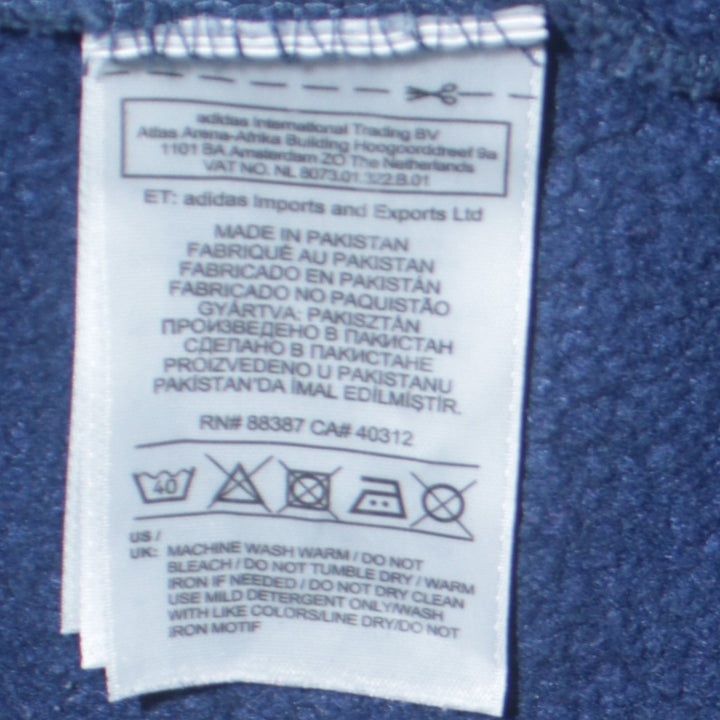 adidas International Trading BV
Atlas Arena-Afrika Building Hoogoorddreef 9a
1101 BA Amsterdam ZO The Netherlands
VAT NO. NL 8073.01.322.B.01
ET: adidas Imports and Exports Ltd
MADE IN PAKISTAN
FABRIQUÉ AU PAKISTAN
FABRICADO EN PAKISTÁN
FABRICADO NO PAQUISTÃO
GYÁRTVA: PAKISZTÁN
ПРОИЗВЕДЕНО В ПАКИСТАН
СДЕЛАНО В ПАКИСТАНЕ
PROIZVEDENO U PAKISTANU
PAKİSTAN'DA İMAL EDİLMİŞTİR.
RN# 88387 CA# 40312
40
US /
UK: MACHINE WASH WARM / DO NOT
BLEACH / DO NOT TUMBLE DRY / WARM
IRON IF NEEDED / DO NOT DRY CLEAN
USE MILD DETERGENT ONLY/WASH
WITH LIKE COLORS/LINE DRY/DO NOT
IRON MOTIF